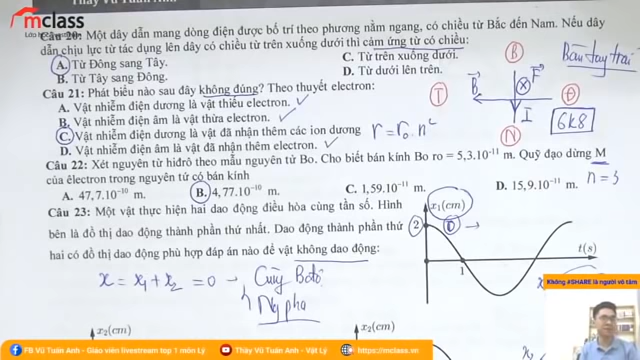 Thầy Vũ Tuấn Anh
mclass
Câu 20: Một dây dẫn mang dòng điện được bố trí theo phương nằm ngang, có chiều từ Bắc đến Nam. Nếu dây
dẫn chịu lực từ tác dụng lên dây có chiều từ trên xuống dưới thì cảm ứng từ có chiều:
A. Từ Đông sang Tây.
C. Từ trên xuống dưới.
B. Từ Tây sang Đông.
D. Từ dưới lên trên.
Bàn tay trái
B
B F
T Đ
I
N
6k8
Câu 21: Phát biểu nào sau đây không đúng? Theo thuyết electron:
A. Vật nhiễm điện dương là vật thiếu electron.
B. Vật nhiễm điện âm là vật thừa electron.
C. Vật nhiễm điện dương là vật đã nhận thêm các ion dương
r = r₀.n²
D. Vật nhiễm điện âm là vật đã nhận thêm electron.
Câu 22: Xét nguyên tử hiđrô theo mẫu nguyên tử Bo. Cho biết bán kính Bo ro = 5,3.10⁻¹¹ m. Quỹ đạo dừng M
của êlectron trong nguyên tử có bán kính
n = 3
A. 47,7.10⁻¹⁰ m.
B. 4,77.10⁻¹⁰ m.
C. 1,59.10⁻¹¹ m.
D. 15,9.10⁻¹¹ m.
Câu 23: Một vật thực hiện hai dao động điều hòa cùng tần số. Hình
bên là đồ thị dao động thành phần thứ nhất. Dao động thành phần thứ
hai có đồ thị dao động phù hợp đáp án nào để vật không dao động:
x = x₁ + x₂ = 0
Cùng Biên
Ng pha
x₁(cm)
2
1
t(s)
x₂(cm)
x₂(cm)
Không #SHARE là người vô tâm
FB Vũ Tuấn Anh - Giáo viên livestream top 1 môn Lý
Thầy Vũ Tuấn Anh - Vật Lý
https://mclass.vn